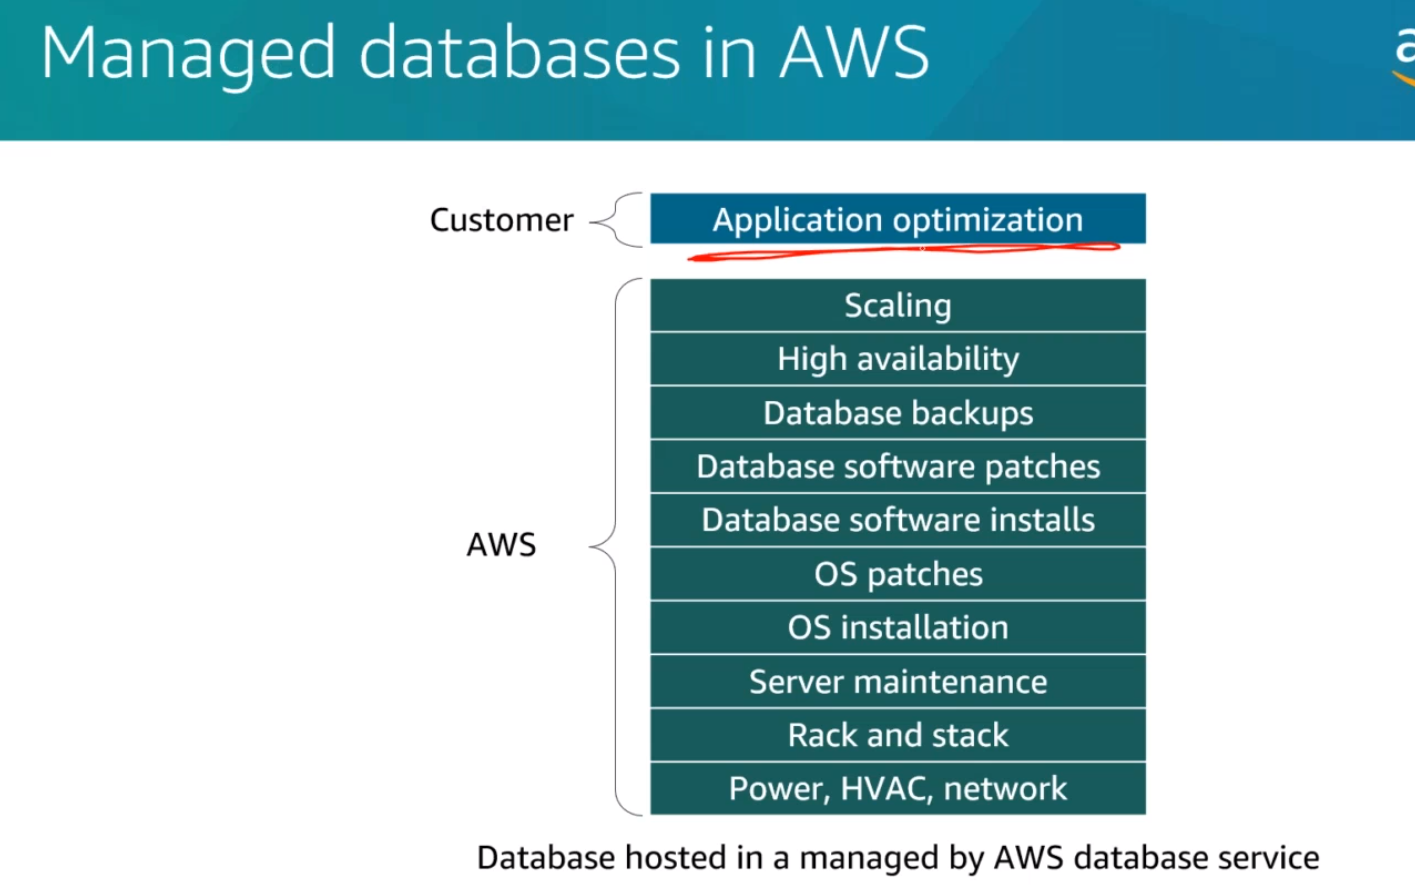 Managed databases in AWS
a
Customer
Application optimization
Scaling
High availability
Database backups
Database software patches
Database software installs
AWS
OS patches
OS installation
Server maintenance
Rack and stack
Power, HVAC, network
Database hosted in a managed by AWS database service